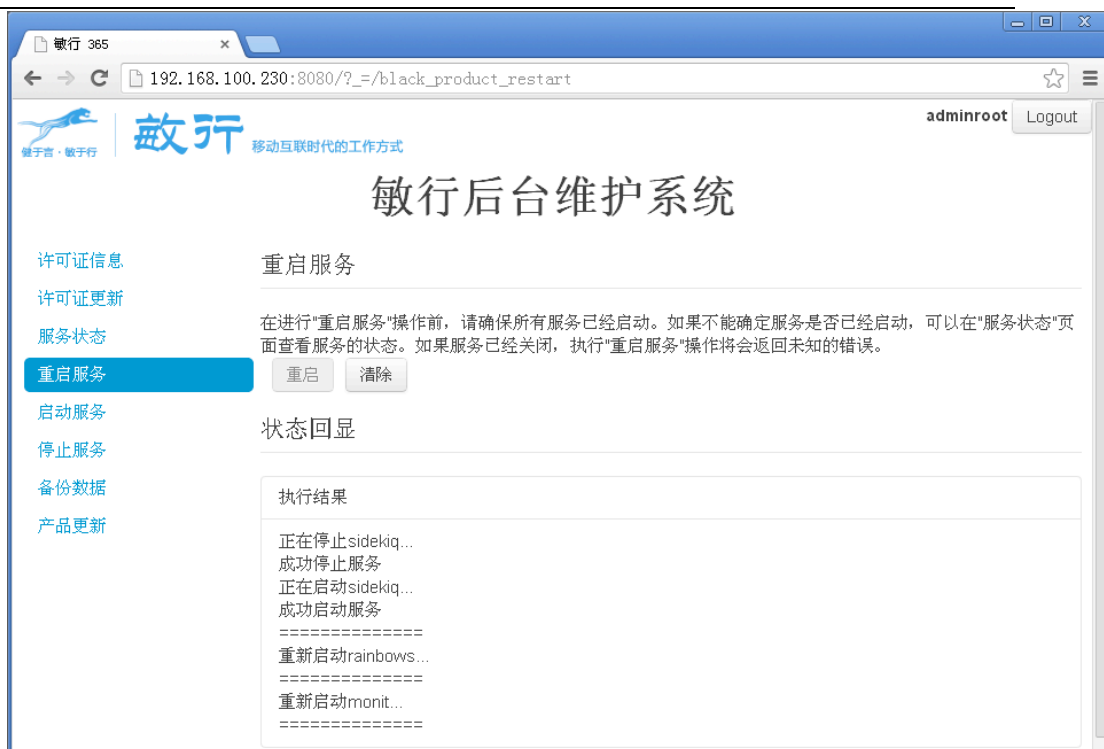 敏行 365
192.168.100.230:8080/?_=/black_product_restart
健于言·敏于行
敏行
移动互联时代的工作方式
adminroot
Logout
敏行后台维护系统
许可证信息
许可证更新
服务状态
重启服务
启动服务
停止服务
备份数据
产品更新
重启服务
在进行"重启服务"操作前，请确保所有服务已经启动。如果不能确定服务是否已经启动，可以在"服务状态"页
面查看服务的状态。如果服务已经关闭，执行"重启服务"操作将会返回未知的错误。
重启
清除
状态回显
执行结果
正在停止sidekiq...
成功停止服务
正在启动sidekiq...
成功启动服务
==============
重新启动rainbows...
==============
重新启动monit...
==============